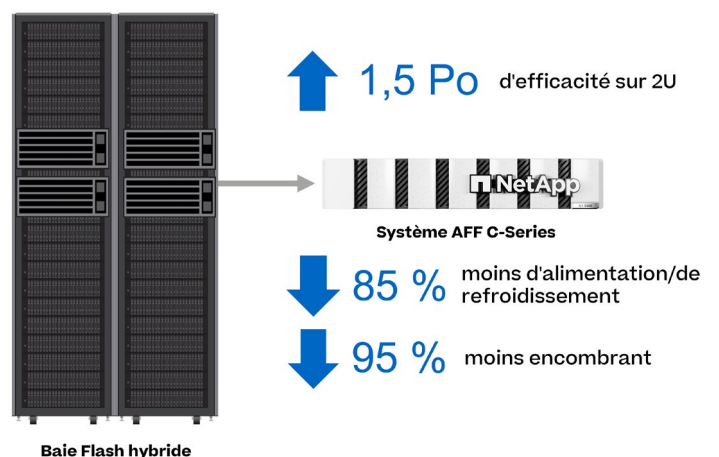 1,5 Po d'efficacité sur 2U
NetApp
Système AFF C-Series
85 % moins d'alimentation/de
refroidissement
95 % moins encombrant
Baie Flash hybride